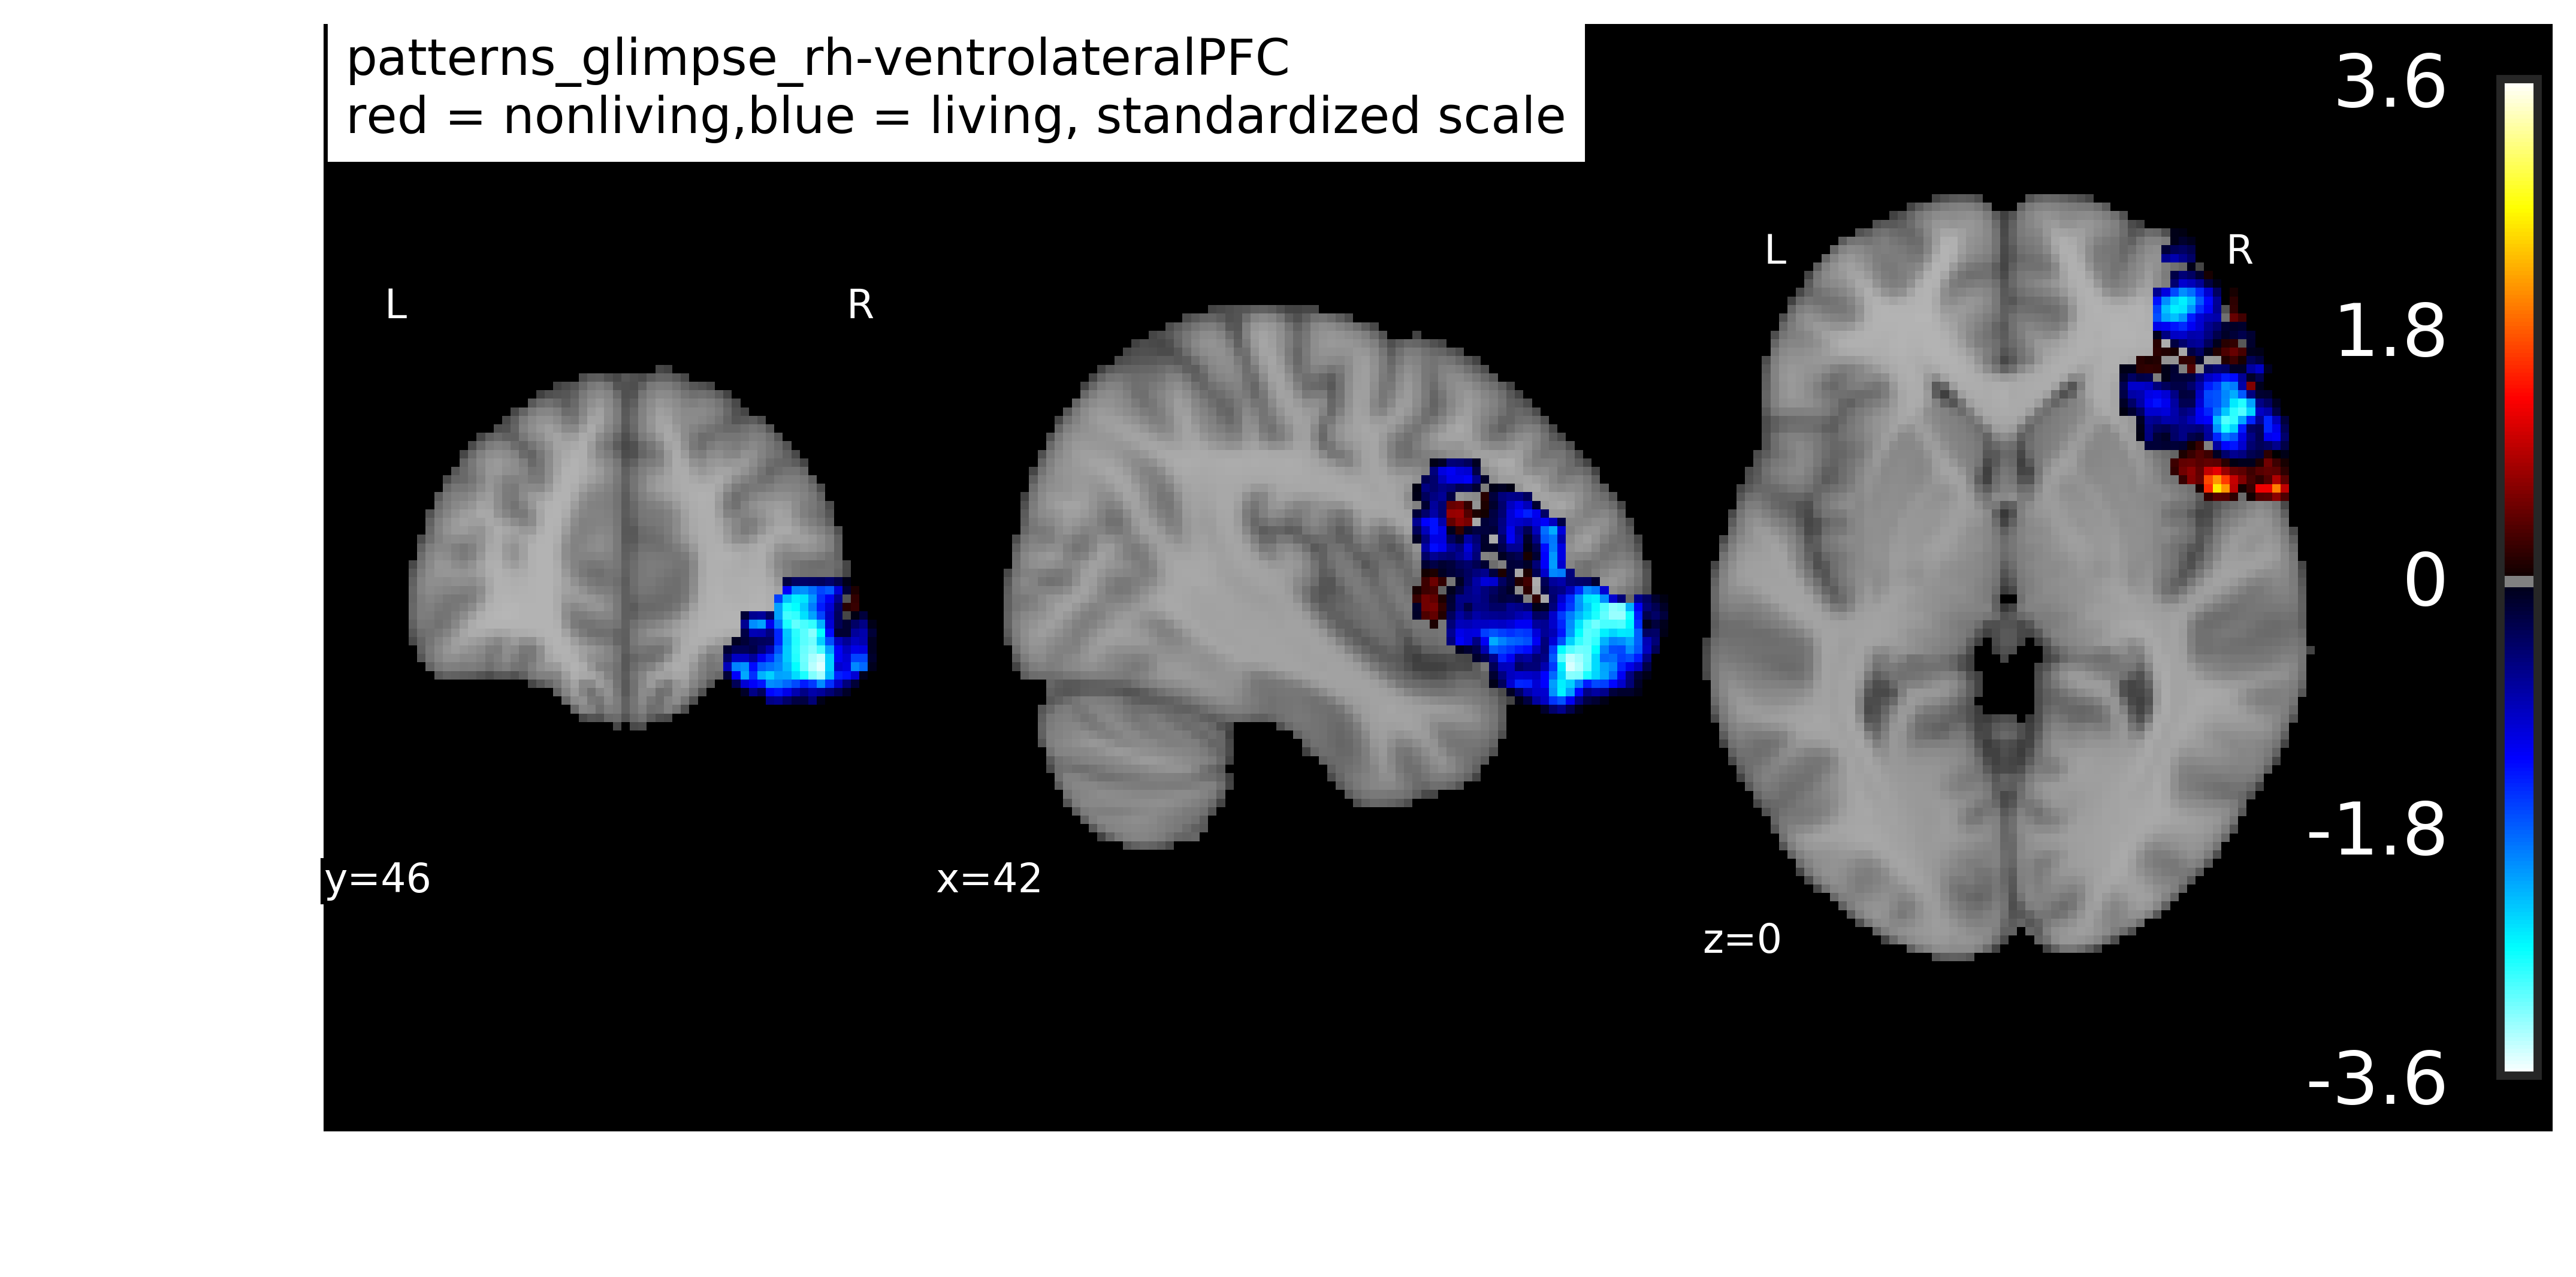 patterns_glimpse_rh-ventrolateralPFC
red = nonliving,blue = living, standardized scale
L
R
y=46
x=42
L
R
z=0
3.6
1.8
0
-1.8
-3.6